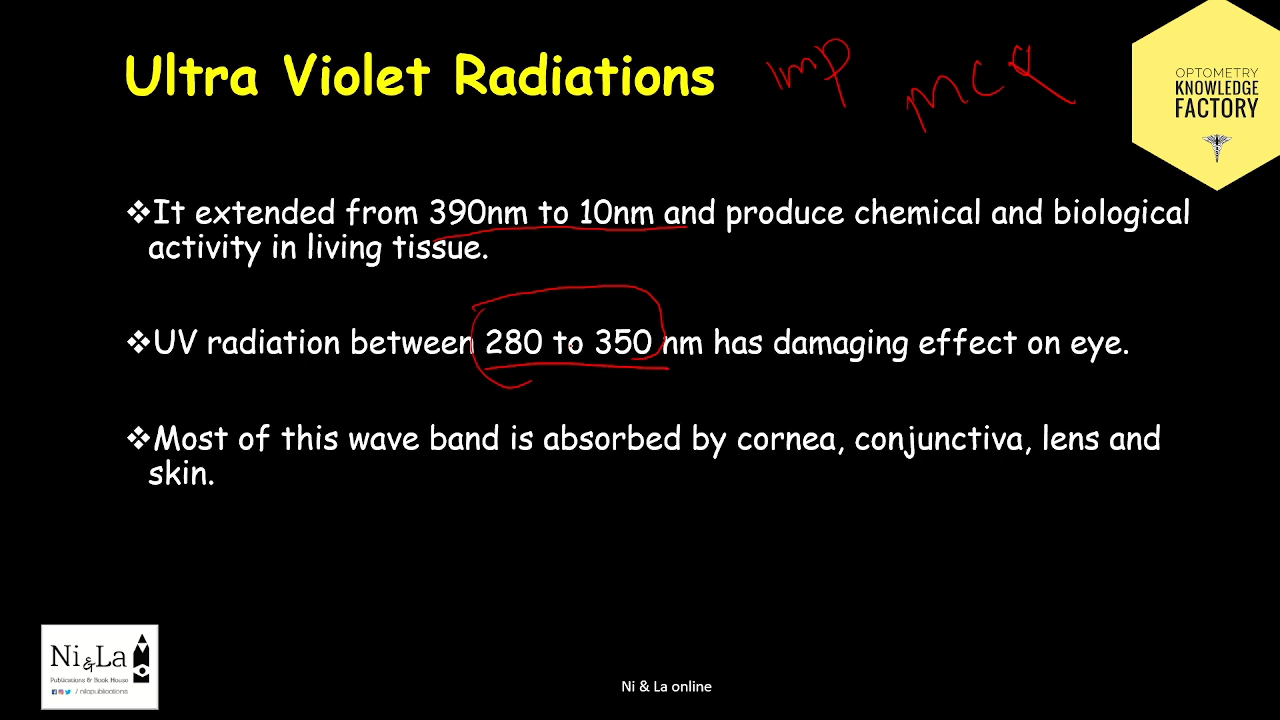 Ultra Violet Radiations
imp
MCQ
OPTOMETRY
KNOWLEDGE
FACTORY
❖It extended from 390nm to 10nm and produce chemical and biological
activity in living tissue.
❖UV radiation between 280 to 350 nm has damaging effect on eye.
❖Most of this wave band is absorbed by cornea, conjunctiva, lens and
skin.
Ni&La
Publications & Book House
/ nilapublications
Ni & La online